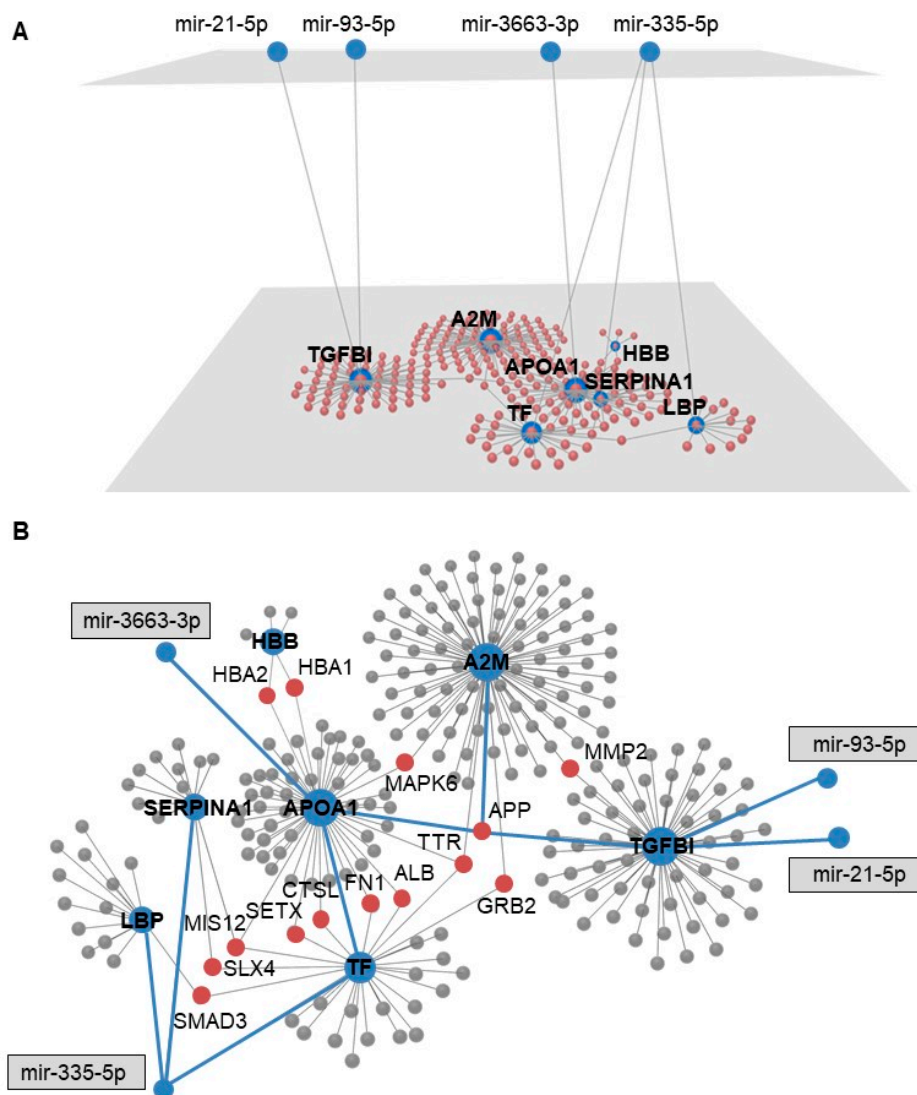 A
mir-21-5p mir-93-5p mir-3663-3p mir-335-5p
A2M
TGFBI
HBB
APOA1
SERPINA1
TF
LBP
B
mir-3663-3p
HBB
HBA2 HBA1
A2M
MMP2
mir-93-5p
MAPK6
SERPINA1 APOA1
APP
TTR
TGFBI
mir-21-5p
ALB
FN1
CTSL
SETX
GRB2
LBP
MIS12
SLX4
TF
SMAD3
mir-335-5p